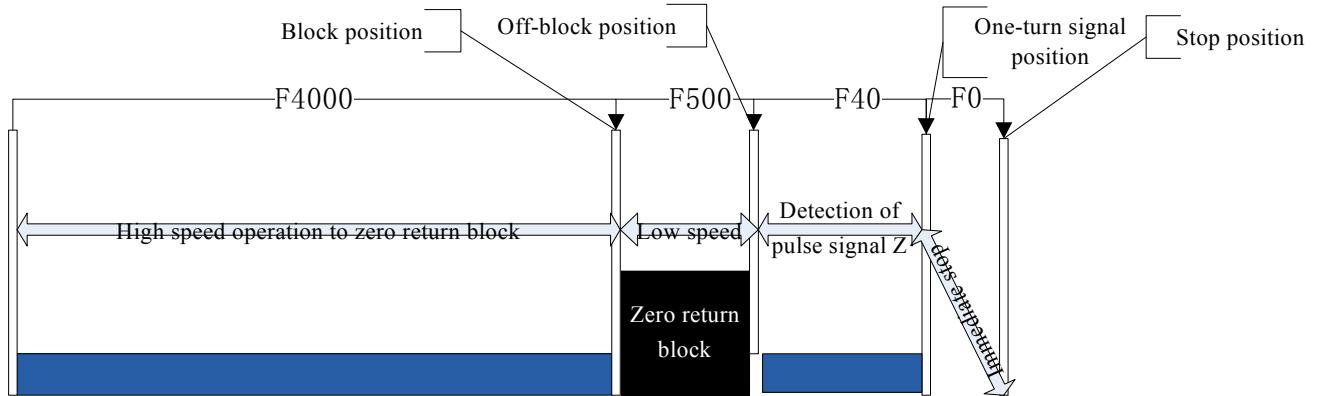 Block position
Off-block position
One-turn signal
position
Stop position
F4000
F500
F40
F0
High speed operation to zero return block
Low speed
Detection of
pulse signal Z
Immediate stop
Zero return
block